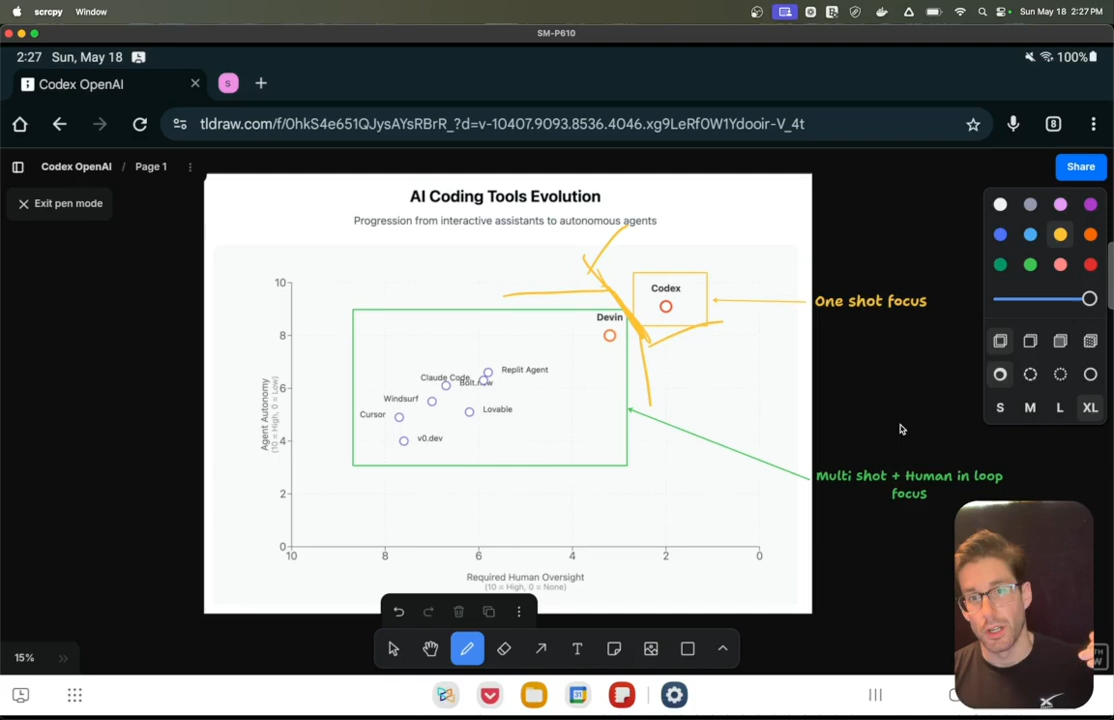 scrcpy Window
Sun May 18 2:27 PM
SM-P610
2:27 Sun, May 18
100%
Codex OpenAI
S
tldraw.com/f/0hkS4e651QJysAYsRBrR_?d=v-10407.9093.8536.4046.xg9LeRf0W1Ydooir-V_4t
8
Codex OpenAI / Page 1
Share
Exit pen mode
AI Coding Tools Evolution
Progression from interactive assistants to autonomous agents
10
8
6
4
2
0
Agent Autonomy
(10 = High, 0 = Low)
Codex
Devin
Replit Agent
Claude Code
Windsurf
Lovable
Cursor
v0.dev
One shot focus
Multi shot + Human in loop
focus
10 8 6 4 2 0
Required Human Oversight
(10 = High, 0 = None)
S M L XL
15%
T
31